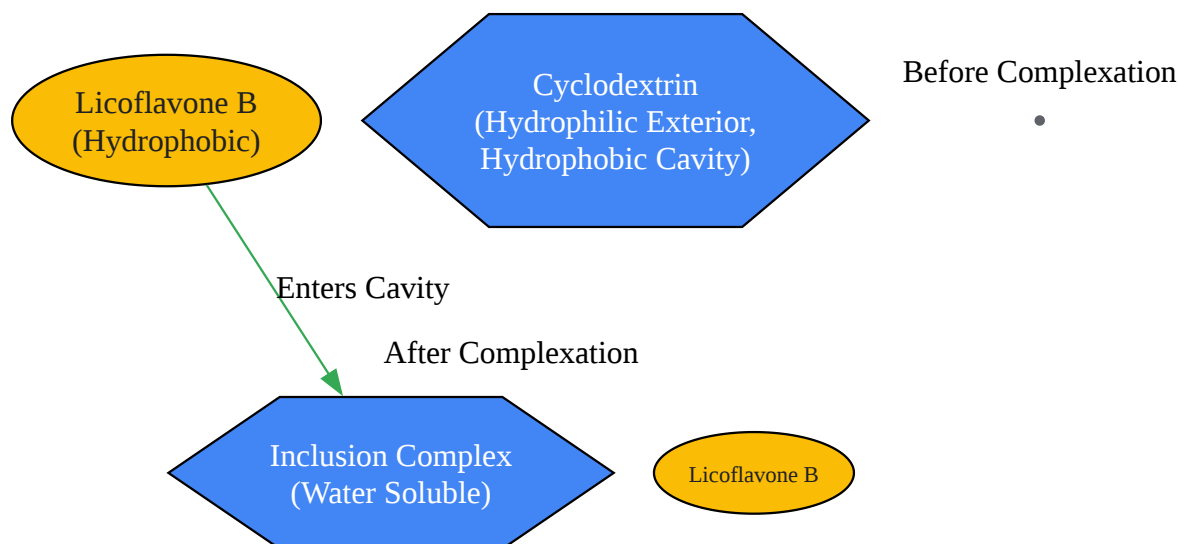 Licoflavone B
(Hydrophobic)
Cyclodextrin
(Hydrophilic Exterior,
Hydrophobic Cavity)
Before Complexation
Enters Cavity
After Complexation
Inclusion Complex
(Water Soluble)
Licoflavone B